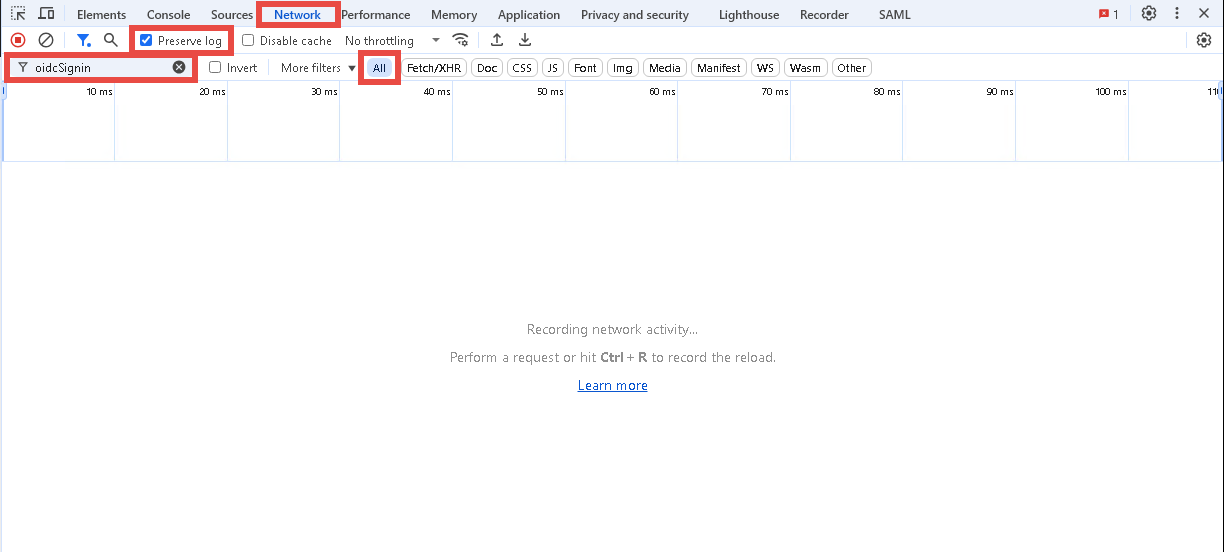 Elements Console Sources Network Performance Memory Application Privacy and security Lighthouse Recorder SAML 1
Preserve log Disable cache No throttling
oidcSignin Invert More filters All Fetch/XHR Doc CSS JS Font Img Media Manifest WS Wasm Other
10 ms 20 ms 30 ms 40 ms 50 ms 60 ms 70 ms 80 ms 90 ms 100 ms 110
Recording network activity...
Perform a request or hit Ctrl + R to record the reload.
Learn more